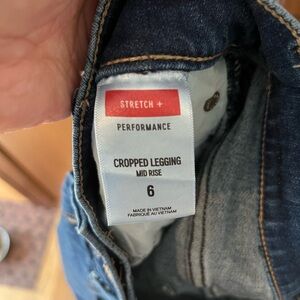 STRETCH +
PERFORMANCE
CROPPED LEGGING
MID RISE
6
MADE IN VIETNAM
FABRIQUÉ AU VIETNAM